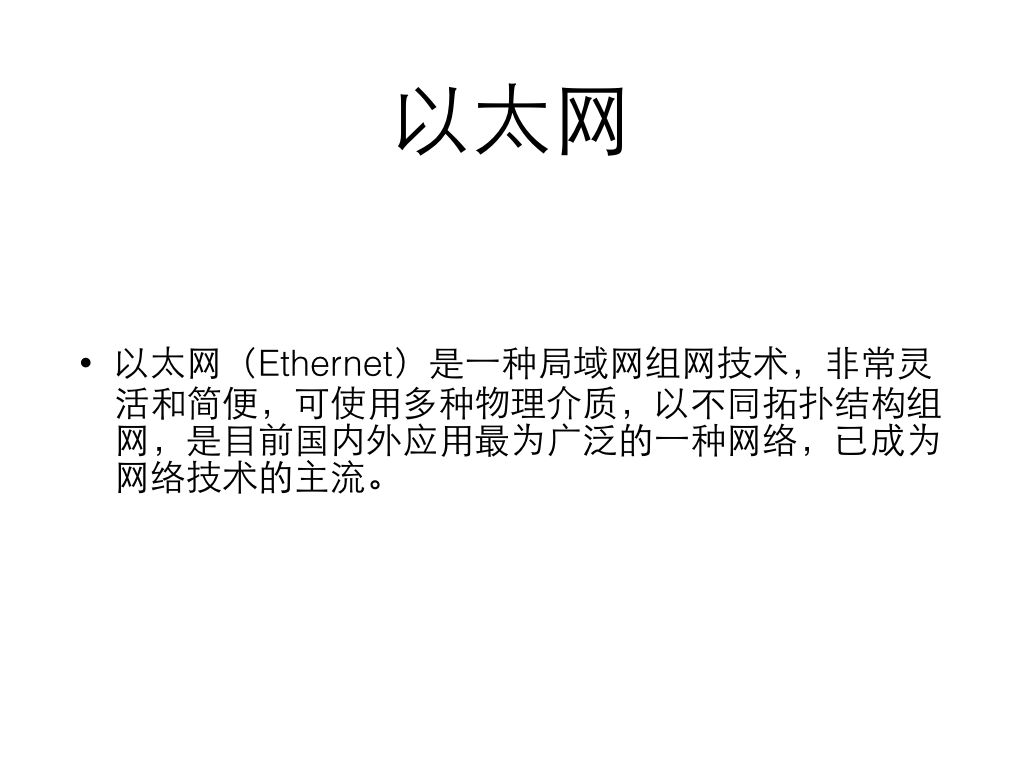 以太网
• 以太网（Ethernet）是一种局域网组网技术，非常灵
活和简便，可使用多种物理介质，以不同拓扑结构组
网，是目前国内外应用最为广泛的一种网络，已成为
网络技术的主流。